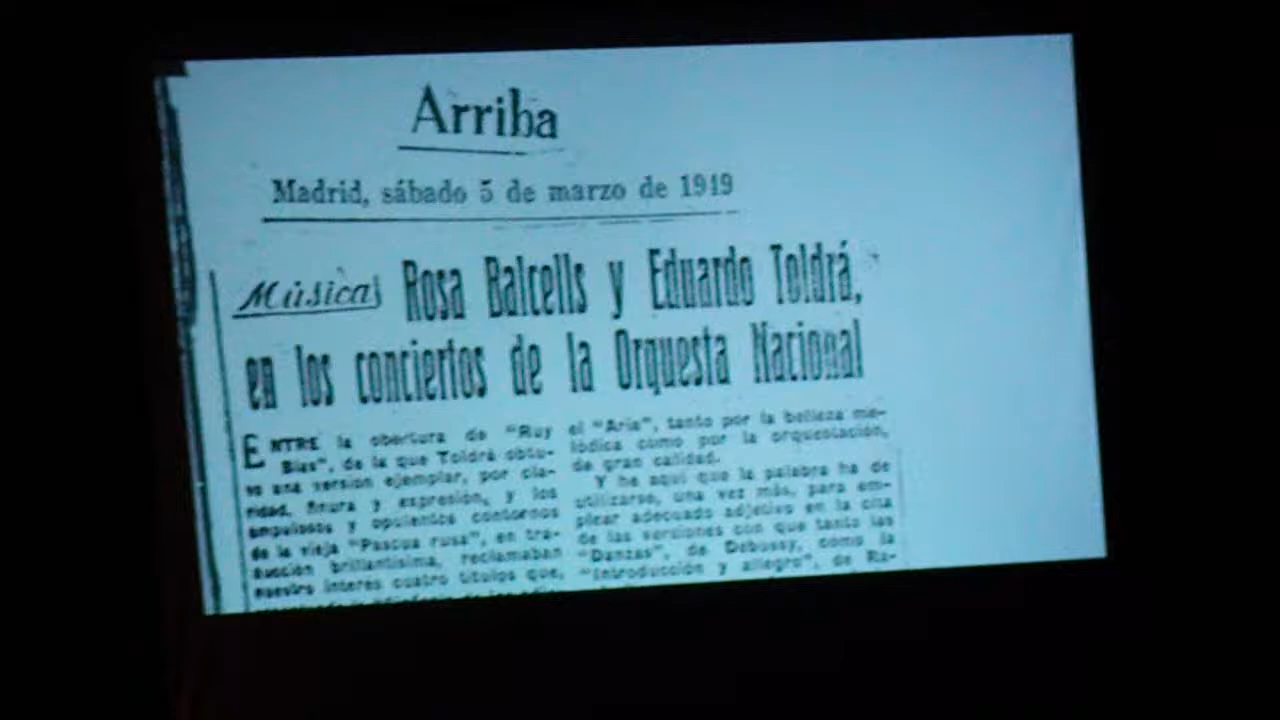 Arriba
Madrid, sábado 5 de marzo de 1949
Música
Rosa Balcells y Eduardo Toldrá,
en los conciertos de la Orquesta Nacional
ENTRE la obertura de "Ruy
Blas", de la que Toldrá obtu-
vo una versión ejemplar, por cla-
ridad, finura y expresión, y los
ampulosos y opulentos contornos
de la vieja "Pascua rusa", en tra-
ducción brillantísima, reclamaban
nuestro interés cuatro títulos que,
el "Aria", tanto por la belleza me-
lódica como por la orquestación,
de gran calidad.
Y he aquí que la palabra ha de
utilizarse, una vez más, para em-
plear adecuado adjetivo en la cita
de las versiones con que tanto las
"Danzas", de Debussy, como la
"Introducción y allegro", de Ra-